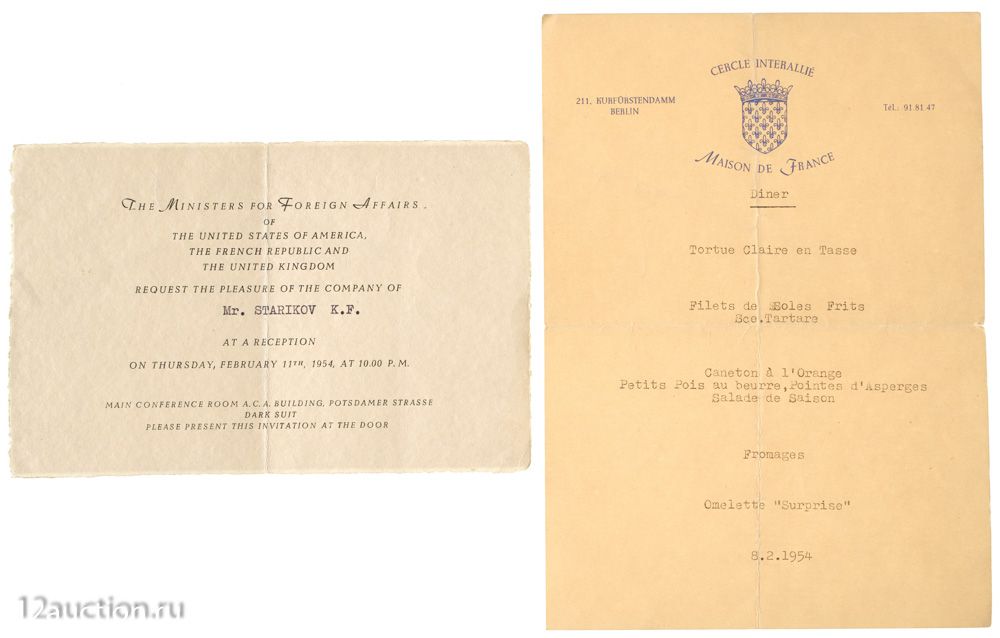 THE MINISTERS FOR FOREIGN AFFAIRS.
OF
THE UNITED STATES OF AMERICA,
THE FRENCH REPUBLIC AND
THE UNITED KINGDOM
REQUEST THE PLEASURE OF THE COMPANY OF
Mr. STARIKOV K.F.
AT A RECEPTION
ON THURSDAY, FEBRUARY 11TH, 1954, AT 10.00 P.M.
MAIN CONFERENCE ROOM A.C.A. BUILDING, POTSDAMER STRASSE
DARK SUIT
PLEASE PRESENT THIS INVITATION AT THE DOOR
CERCLE INTERALLIÉ
211, KURFÜRSTENDAMM
BERLIN
Tél.: 91.81.47
MAISON DE FRANCE
Diner
Tortue Claire en Tasse
Filets de Soles Frits
Sce.Tartare
Caneton à l'Orange
Petits Pois au beurre,Pointes d'Asperges
Salade de Saison
Fromages
Omelette "Surprise"
8.2.1954
12auction.ru